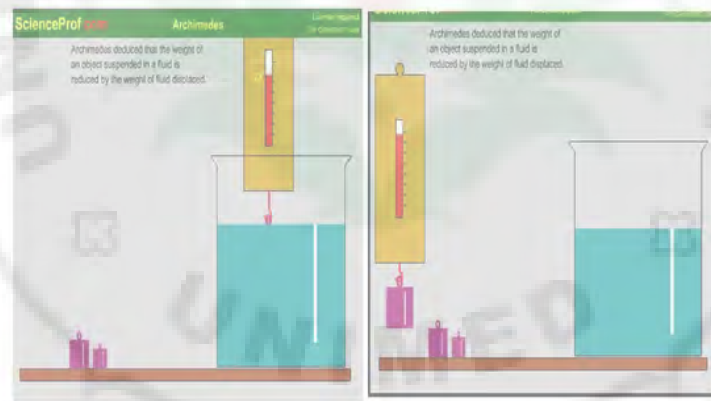 ScienceProf
Archimedes
Archimedes deduced that the weight of
an object suspended in a fluid is
reduced by the weight of fluid displaced.
Archimedes deduced that the weight of
an object suspended in a fluid is
reduced by the weight of fluid displaced.
UNIMED